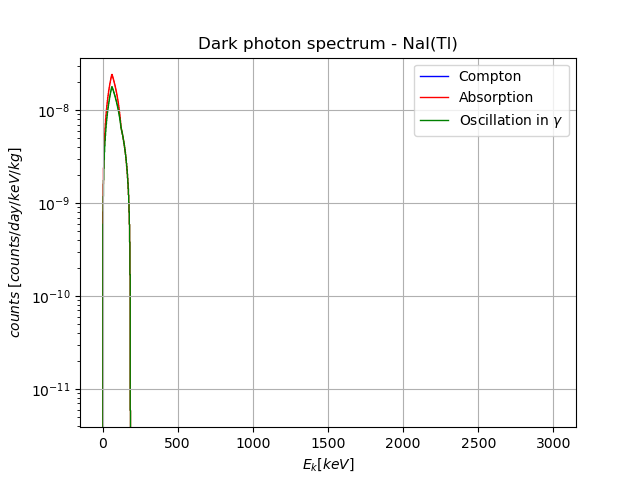 Dark photon spectrum - NaI(Tl)
Compton
Absorption
Oscillation in γ
counts [counts/day/keV/kg]
10⁻⁸
10⁻⁹
10⁻¹⁰
10⁻¹¹
0 500 1000 1500 2000 2500 3000
E_k[keV]